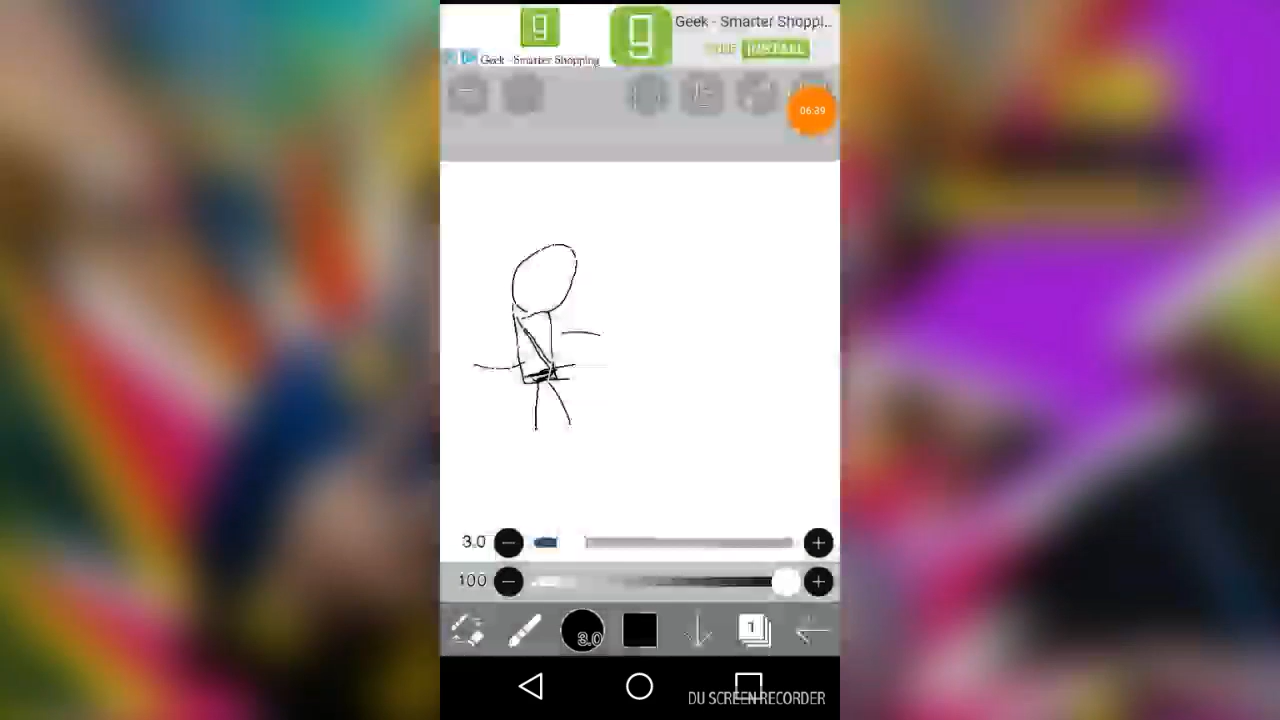 g
g
Geek - Smarter Shoppi...
INSTALL
Geek - Smarter Shopping
06:39
3.0
100
3.0
1
DU SCREEN RECORDER